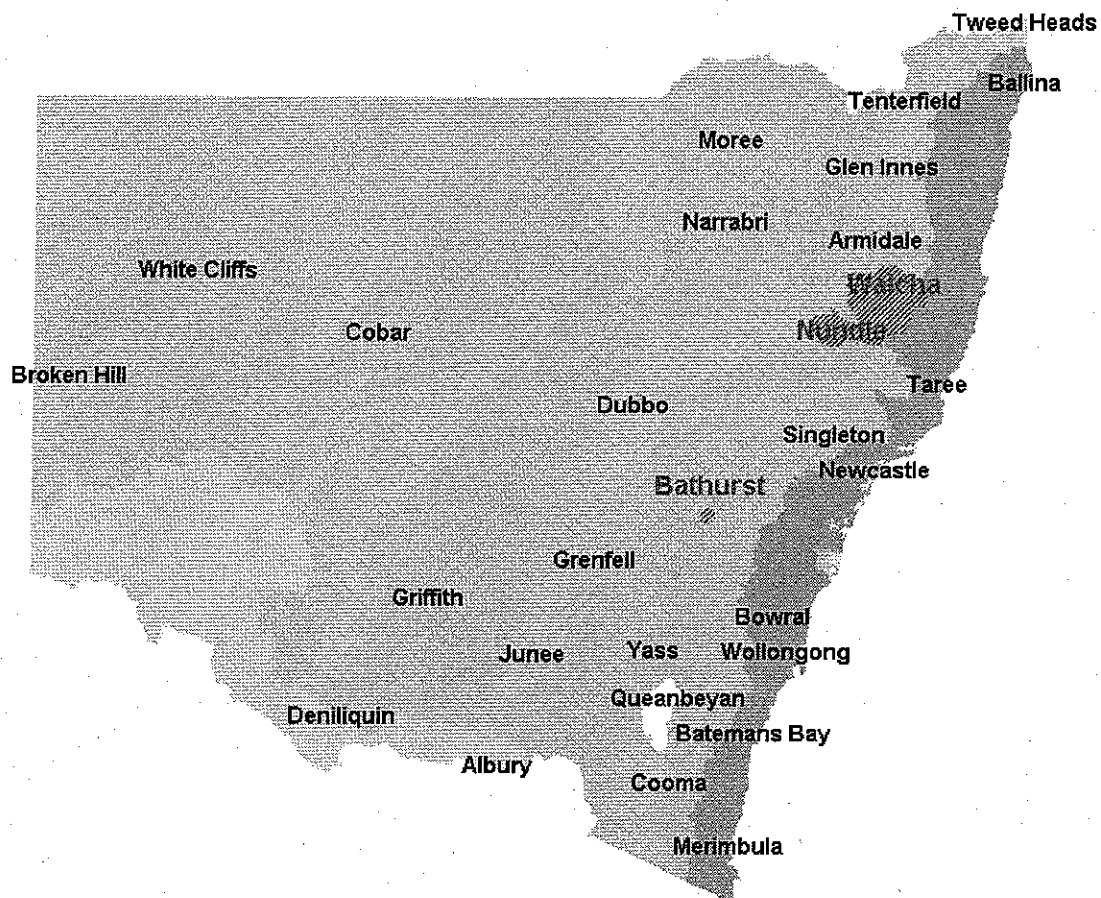 Tweed Heads
Ballina
Tenterfield
Moree
Glen Innes
Narrabri
Armidale
White Cliffs
Walcha
Nundle
Cobar
Broken Hill
Taree
Dubbo
Singleton
Newcastle
Bathurst
Grenfell
Griffith
Bowral
Junee
Yass
Wollongong
Queanbeyan
Deniliquin
Batemans Bay
Albury
Cooma
Merimbula